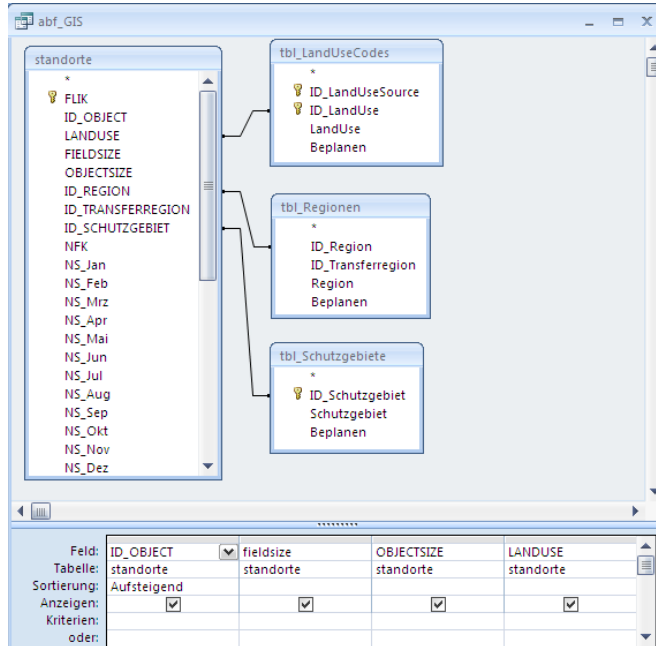 abf_GIS
standorte
*
FLIK
ID_OBJECT
LANDUSE
FIELDSIZE
OBJECTSIZE
ID_REGION
ID_TRANSFERREGION
ID_SCHUTZGEBIET
NFK
NS_Jan
NS_Feb
NS_Mrz
NS_Apr
NS_Mai
NS_Jun
NS_Jul
NS_Aug
NS_Sep
NS_Okt
NS_Nov
NS_Dez
tbl_LandUseCodes
*
ID_LandUseSource
ID_LandUse
LandUse
Beplanen
tbl_Regionen
*
ID_Region
ID_Transferregion
Region
Beplanen
tbl_Schutzgebiete
*
ID_Schutzgebiet
Schutzgebiet
Beplanen
Feld: ID_OBJECT fieldsize OBJECTSIZE LANDUSE
Tabelle: standorte standorte standorte standorte
Sortierung: Aufsteigend
Anzeigen:
Kriterien:
oder: